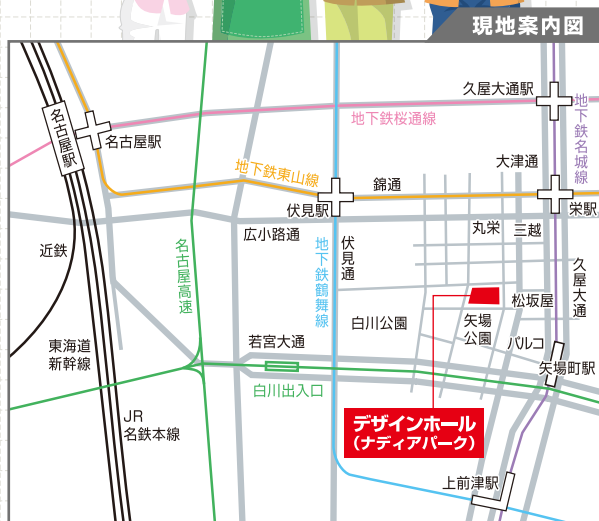 現地案内図
久屋大通駅
地下鉄桜通線
地下鉄名城線
名古屋駅
名古屋駅
大津通
地下鉄東山線
錦通
伏見駅
栄駅
丸栄
三越
広小路通
近鉄
名古屋高速
地下鉄鶴舞線
伏見通
久屋大通
松坂屋
白川公園
矢場
公園
パルコ
若宮大通
東海道
新幹線
矢場町駅
白川出入口
JR
名鉄本線
デザインホール
(ナディアパーク)
上前津駅